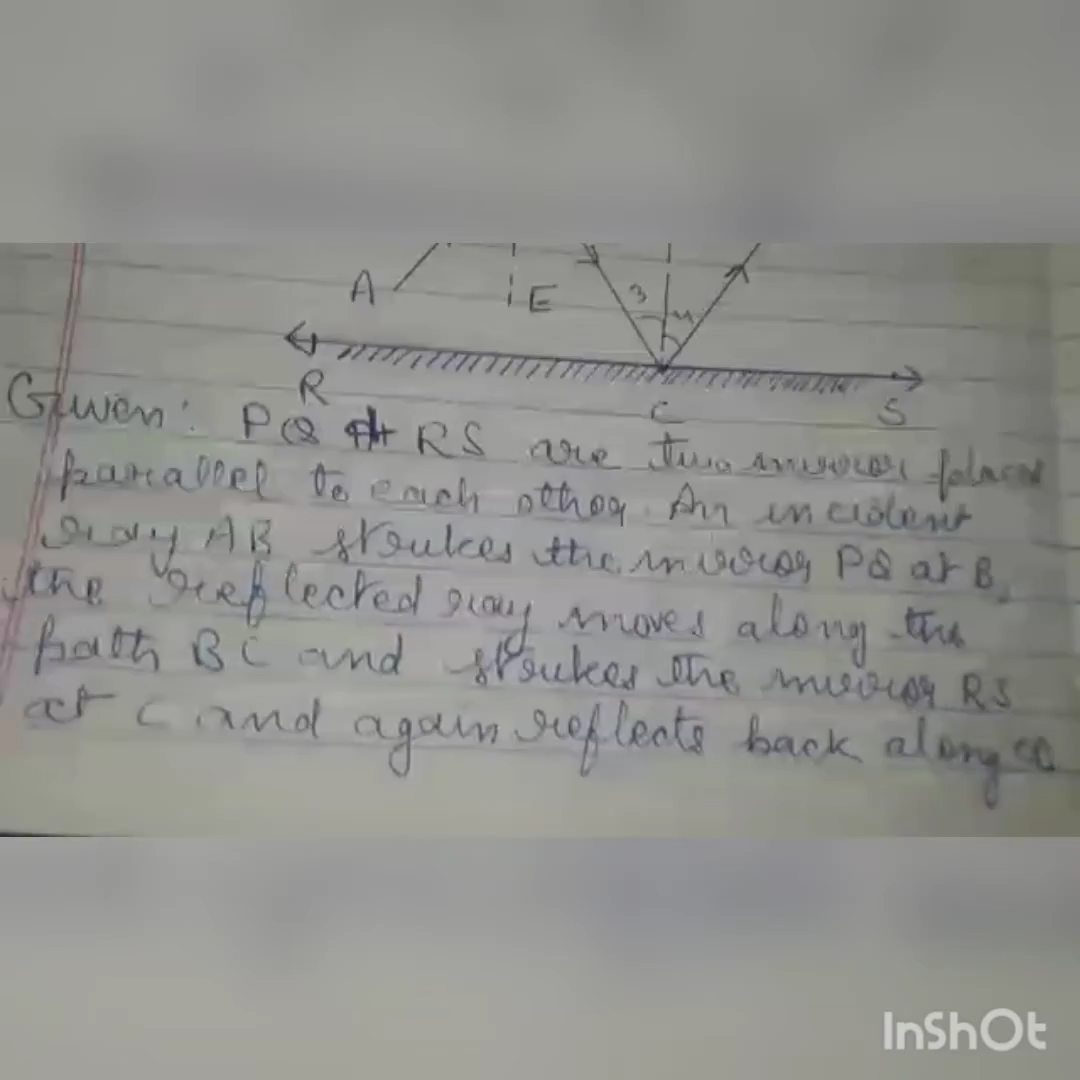 A
E
3
4
R
C
S
Given: PQ RS are two mirror placed
parallel to each other. An incident
ray AB strikes the mirror PQ at B,
the reflected ray moves along the
path BC and strikes the mirror RS
at C and again reflects back along CD
InShOt